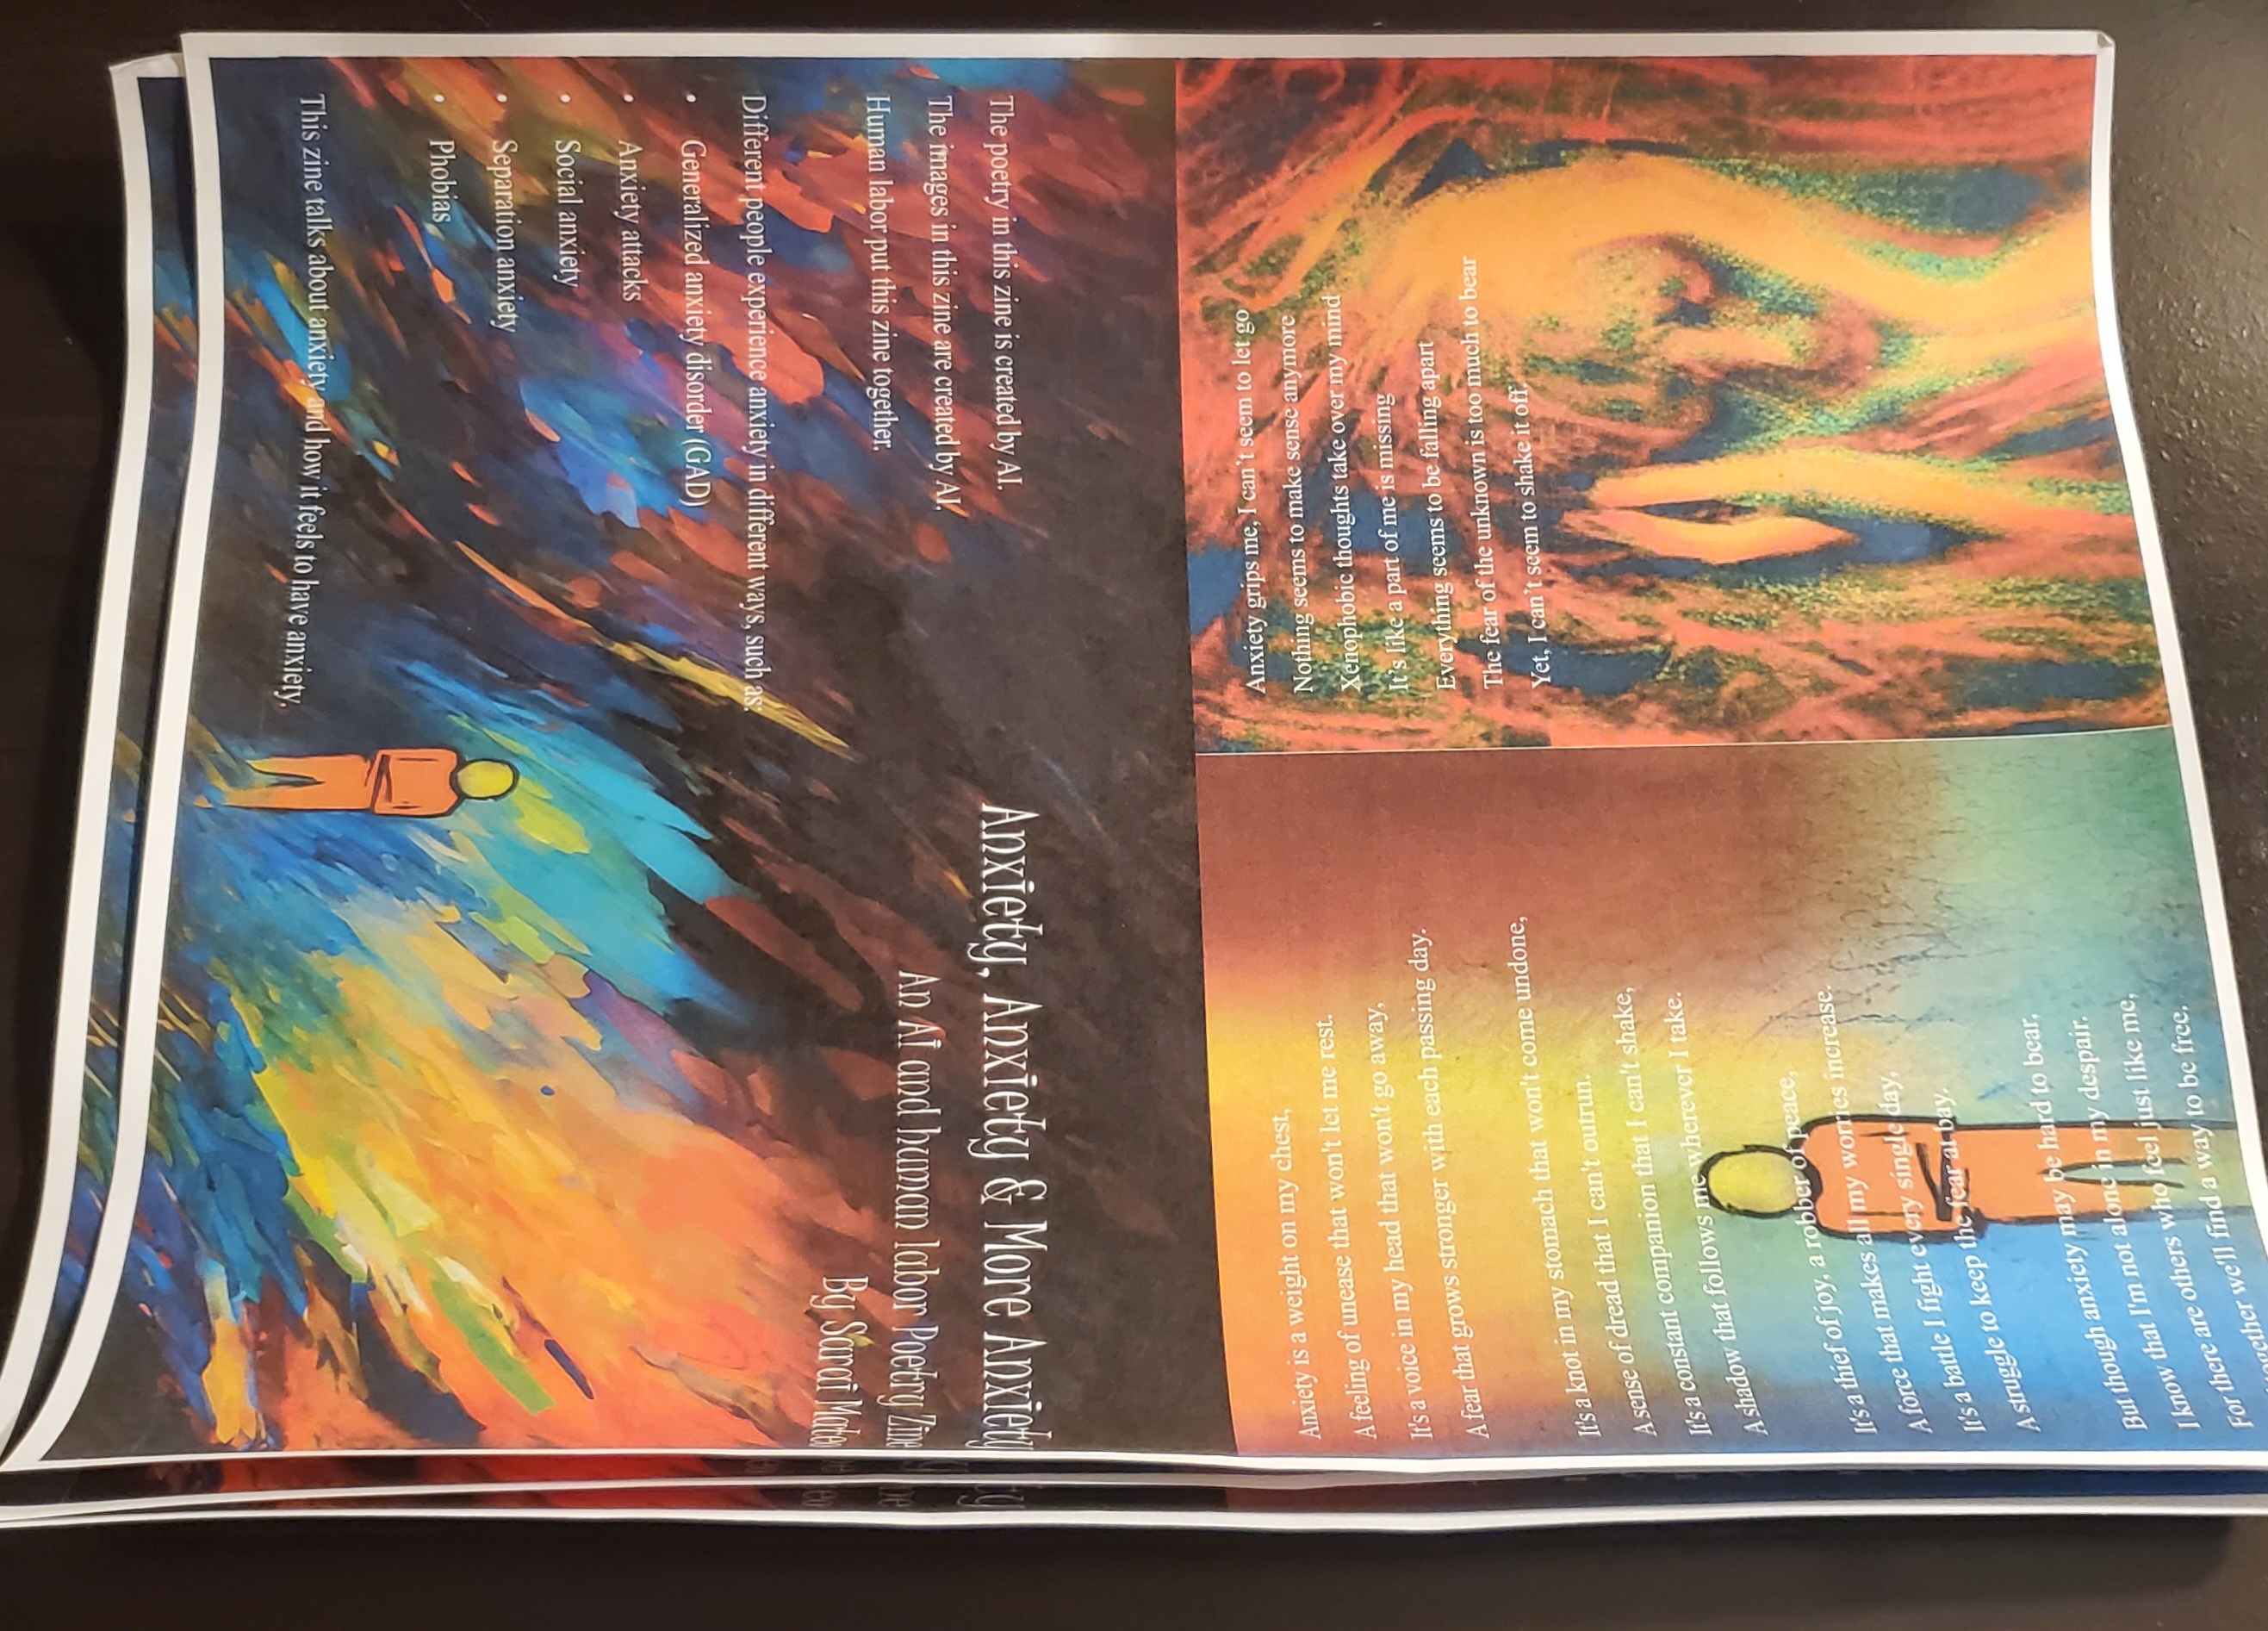 The poetry in this zine is created by AI.
The images in this zine are created by AI.
Human labor put this zine together.
Different people experience anxiety in different ways, such as:
• Generalized anxiety disorder (GAD)
• Anxiety attacks
• Social anxiety
• Separation anxiety
• Phobias
This zine talks about anxiety and how it feels to have anxiety.
Anxiety, Anxiety & More Anxiety
An AI and human labor Poetry Zine
By Sarai Mateo
Anxiety grips me, I can't seem to let go
Nothing seems to make sense anymore
Xenophobic thoughts take over my mind
It's like a part of me is missing
Everything seems to be falling apart
The fear of the unknown is too much to bear
Yet, I can't seem to shake it off.
Anxiety is a weight on my chest,
A feeling of unease that won't let me rest.
It's a voice in my head that won't go away,
A fear that grows stronger with each passing day.
It's a knot in my stomach that won't come undone,
A sense of dread that I can't outrun.
It's a constant companion that I can't shake,
A shadow that follows me wherever I take.
It's a thief of joy, a robber of peace,
A force that makes all my worries increase.
It's a battle I fight every single day,
A struggle to keep the fear at bay.
But though anxiety may be hard to bear,
I know that I'm not alone in my despair.
For there are others who feel just like me,
we'll find a way to be free.